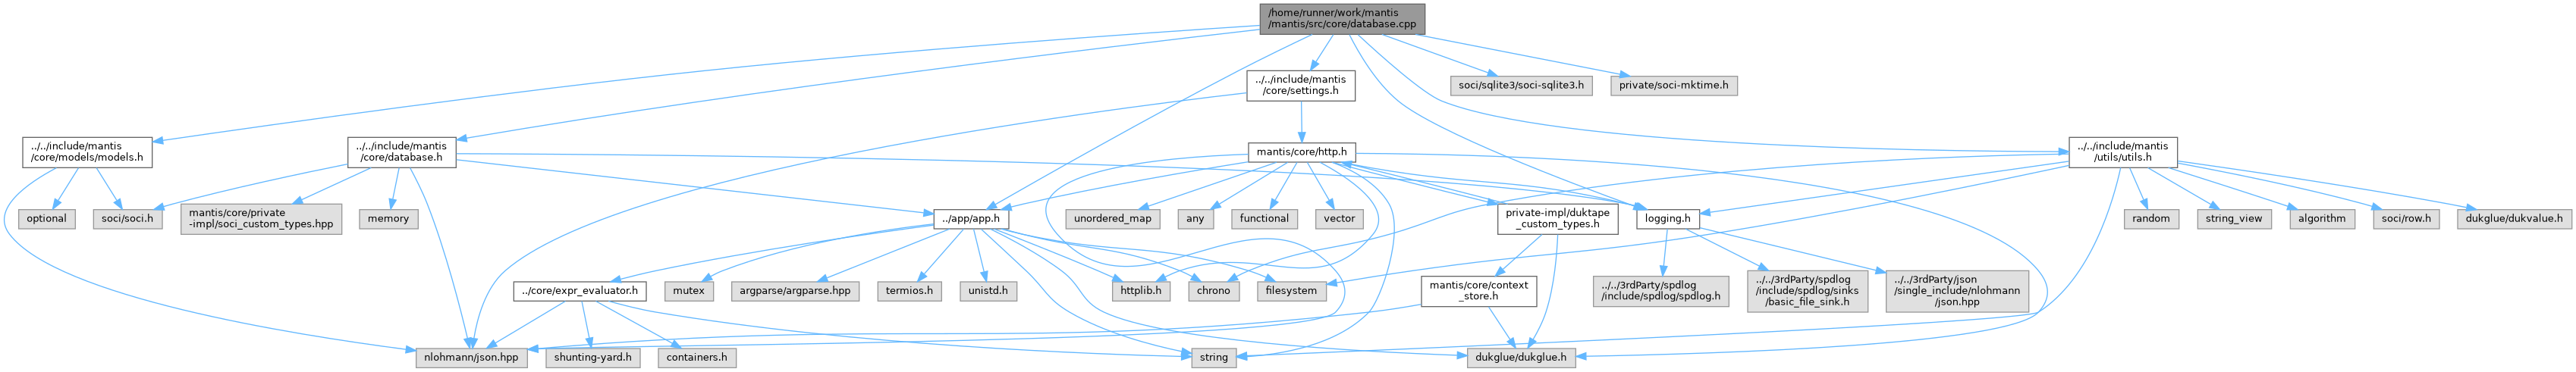 /home/runner/work/mantis
/mantis/src/core/database.cpp
../../include/mantis
/core/settings.h
soci/sqlite3/soci-sqlite3.h
private/soci-mktime.h
../../include/mantis
/core/models/models.h
../../include/mantis
/core/database.h
mantis/core/http.h
../../include/mantis
/utils/utils.h
optional
soci/soci.h
mantis/core/private
-impl/soci_custom_types.hpp
memory
../app/app.h
unordered_map
any
functional
vector
private-impl/duktape
_custom_types.h
logging.h
random
string_view
algorithm
soci/row.h
dukglue/dukvalue.h
../core/expr_evaluator.h
mutex
argparse/argparse.hpp
termios.h
unistd.h
httplib.h
chrono
filesystem
mantis/core/context
_store.h
../../3rdParty/spdlog
/include/spdlog/spdlog.h
../../3rdParty/spdlog
/include/spdlog/sinks
/basic_file_sink.h
../../3rdParty/json
/single_include/nlohmann
/json.hpp
nlohmann/json.hpp
shunting-yard.h
containers.h
string
dukglue/dukglue.h